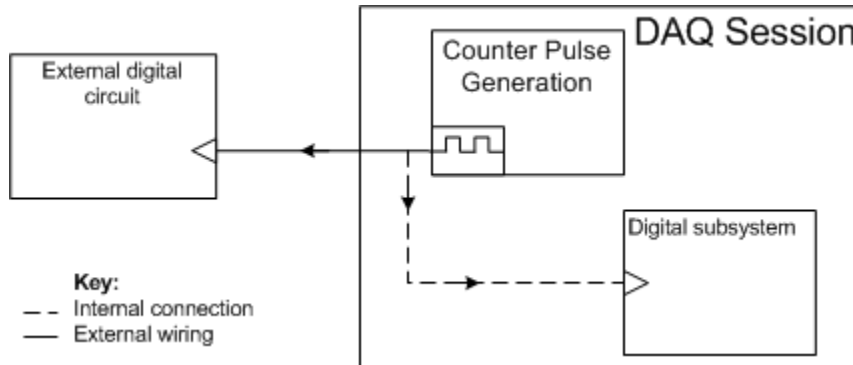 DAQ Session
Counter Pulse
Generation
External digital
circuit
Digital subsystem
Key:
Internal connection
External wiring